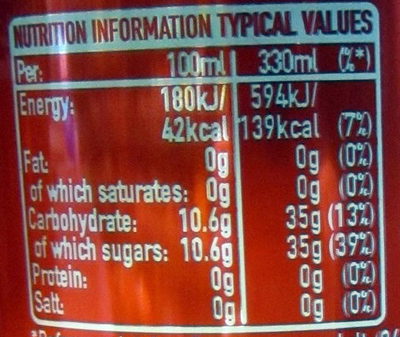 NUTRITION INFORMATION TYPICAL VALUES
Per: 100ml 330ml (%*)
Energy: 180kJ/ 594kJ/
42kcal 139kcal (7%)
Fat: 0g 0g (0%)
of which saturates: 0g 0g (0%)
Carbohydrate: 10.6g 35g (13%)
of which sugars: 10.6g 35g (39%)
Protein: 0g 0g (0%)
Salt: 0g 0g (0%)